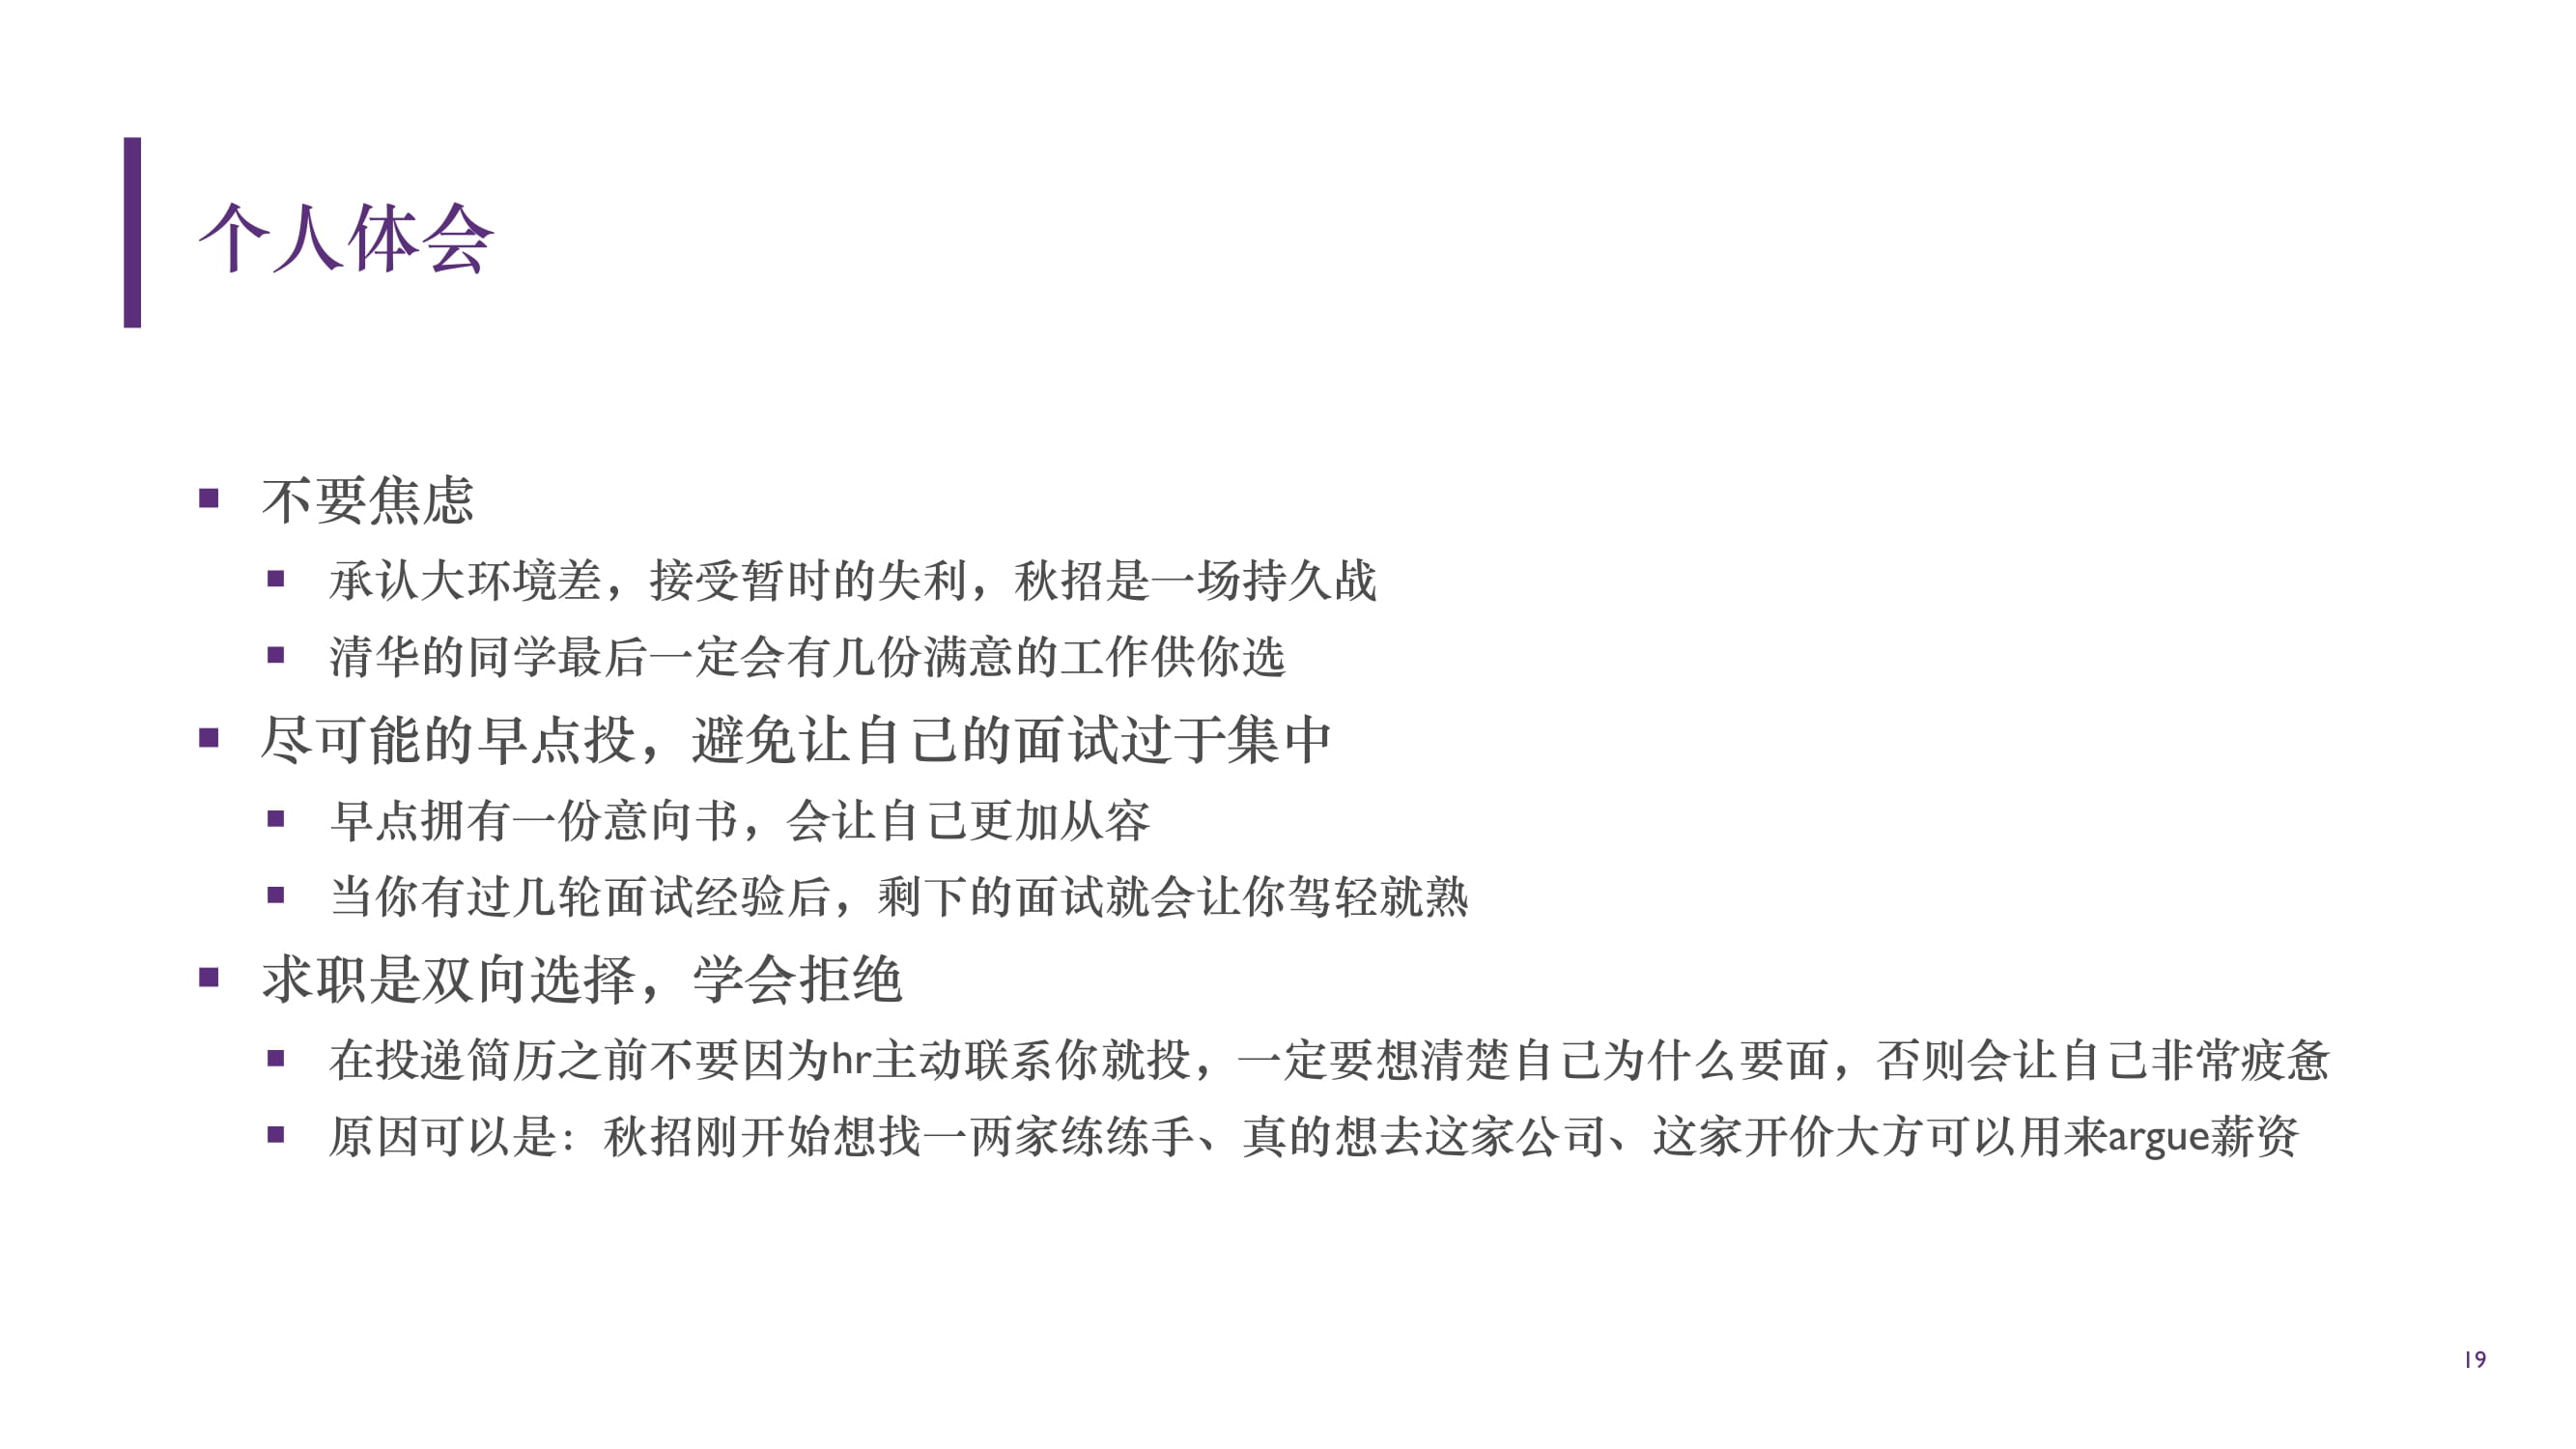 个人体会
不要焦虑
承认大环境差，接受暂时的失利，秋招是一场持久战
清华的同学最后一定会有几份满意的工作供你选
尽可能的早点投，避免让自己的面试过于集中
早点拥有一份意向书，会让自己更加从容
当你有过几轮面试经验后，剩下的面试就会让你驾轻就熟
求职是双向选择，学会拒绝
在投递简历之前不要因为hr主动联系你就投，一定要想清楚自己为什么要面，否则会让自己非常疲惫
原因可以是：秋招刚开始想找一两家练练手、真的想去这家公司、这家开价大方可以用来argue薪资
19